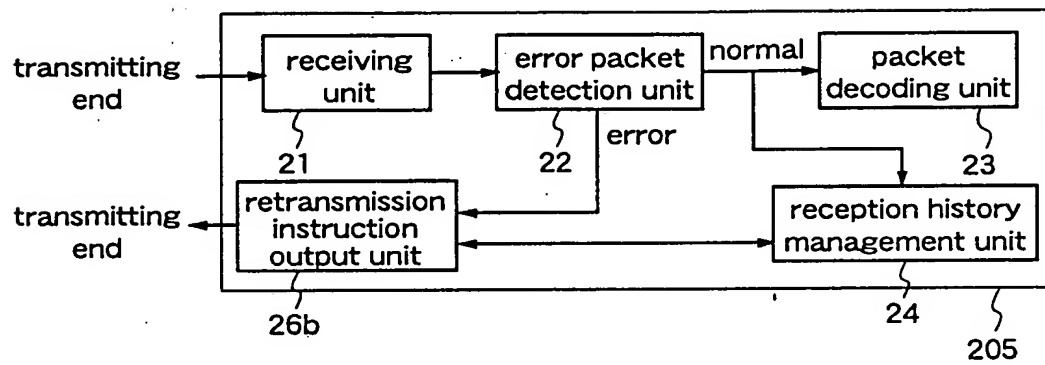 transmitting
end
receiving
unit
21
error packet
detection unit
22
normal
error
packet
decoding unit
23
transmitting
end
retransmission
instruction
output unit
26b
reception history
management unit
24
205